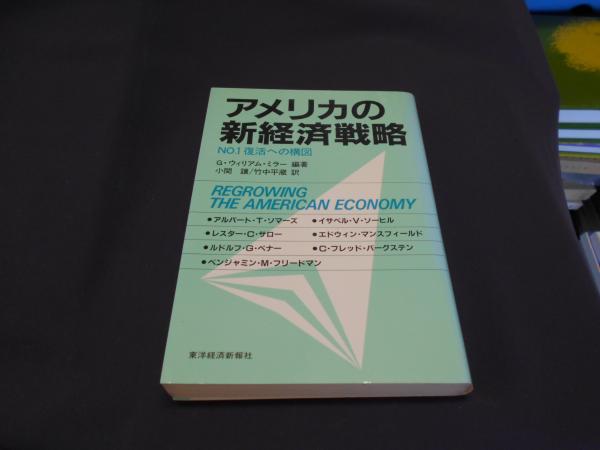 アメリカの
新経済戦略
NO.1 復活への構図
G・ウィリアム・ミラー 編著
小関 譲/竹中平蔵 訳
REGROWING
THE AMERICAN ECONOMY
●アルバート・T・ソマーズ ●イサベル・V・ソーヒル
●レスター・C・サロー ●エドウィン・マンスフィールド
●ルドルフ・G・ペナー ●C・フレッド・バーグステン
●ベンジャミン・M・フリードマン
東洋経済新報社